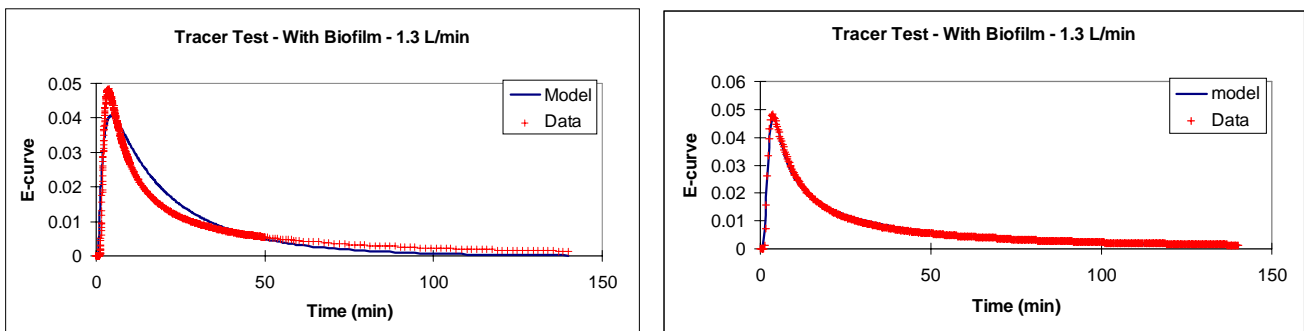 Tracer Test - With Biofilm - 1.3 L/min
0.05
0.04
0.03
0.02
0.01
0
E-curve
Model
Data
0
50
100
150
Time (min)
Tracer Test - With Biofilm - 1.3 L/min
0.06
0.05
0.04
0.03
0.02
0.01
0
E-curve
model
Data
0
50
100
150
Time (min)